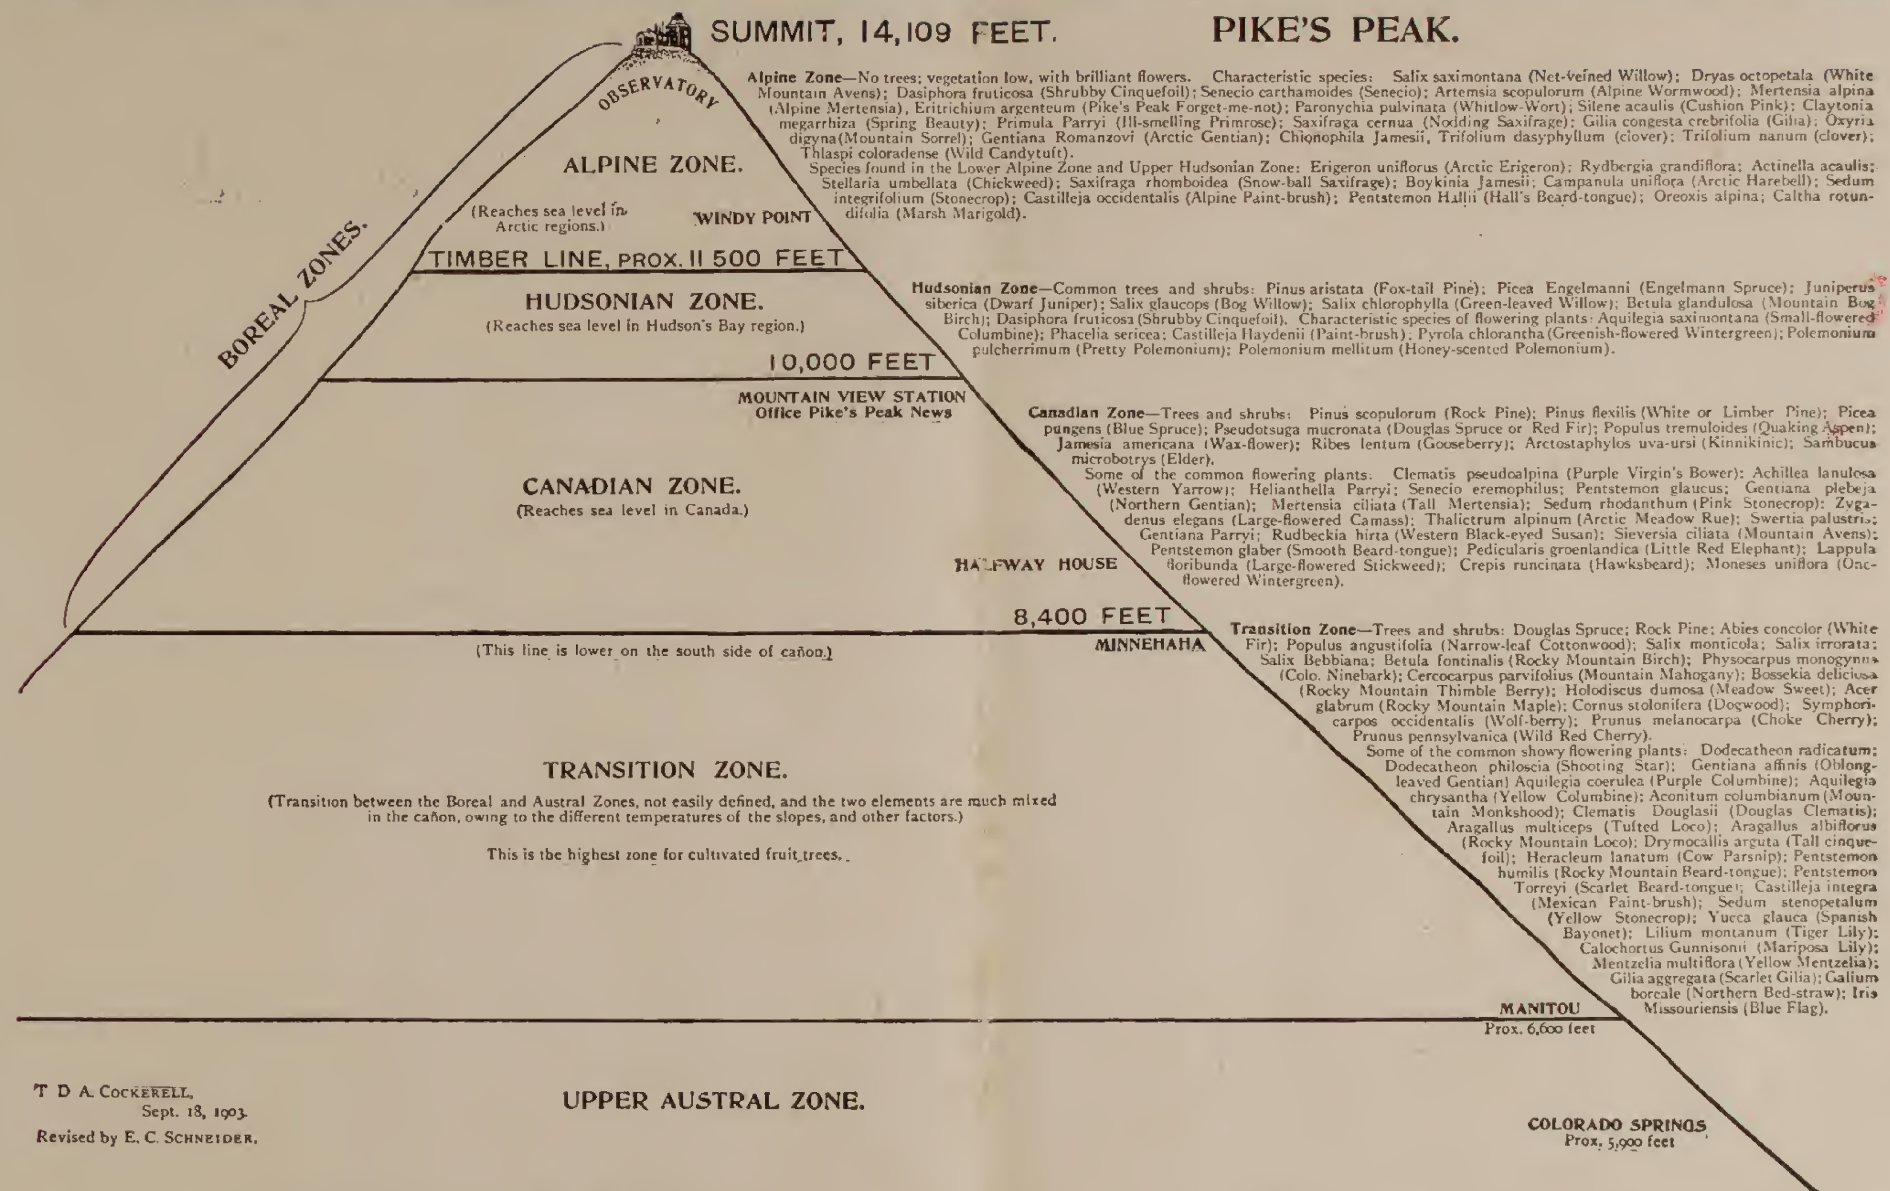 SUMMIT, 14,109 FEET.
PIKE'S PEAK.
OBSERVATORY
Alpine Zone—No trees; vegetation low, with brilliant flowers. Characteristic species: Salix saximontana (Net-veined Willow); Dryas octopetala (White
Mountain Avens); Dasiphora fruticosa (Shrubby Cinquefoil); Senecio carthamoides (Senecio); Artemsia scopulorum (Alpine Wormwood); Mertensia alpina
(Alpine Mertensia), Eritrichium argenteum (Pike's Peak Forget-me-not); Paronychia pulvinata (Whitlow-Wort); Silene acaulis (Cushion Pink); Claytonia
megarrhiza (Spring Beauty); Primula Parryi (Ill-smelling Primrose); Saxifraga cernua (Nodding Saxifrage); Gilia congesta crebrifolia (Gilia); Oxyria
digyna (Mountain Sorrel); Gentiana Romanzovi (Arctic Gentian); Chionophila Jamesii, Trifolium dasyphyllum (clover); Trifolium nanum (clover);
Thlaspi coloradense (Wild Candytuft).
Species found in the Lower Alpine Zone and Upper Hudsonian Zone: Erigeron uniflorus (Arctic Erigeron); Rydbergia grandiflora; Actinella acaulis;
Stellaria umbellata (Chickweed); Saxifraga rhomboidea (Snow-ball Saxifrage); Boykinia Jamesii; Campanula uniflora (Arctic Harebell); Sedum
integrifolium (Stonecrop); Castilleja occidentalis (Alpine Paint-brush); Pentstemon Hallii (Hall's Beard-tongue); Oreoxis alpina; Caltha rotun-
difolia (Marsh Marigold).
ALPINE ZONE.
(Reaches sea level in
Arctic regions.)
WINDY POINT
BOREAL ZONES.
TIMBER LINE, PROX. 11 500 FEET
HUDSONIAN ZONE.
(Reaches sea level in Hudson's Bay region.)
10,000 FEET
Hudsonian Zone—Common trees and shrubs: Pinus aristata (Fox-tail Pine); Picea Engelmanni (Engelmann Spruce); Juniperus
siberica (Dwarf Juniper); Salix glaucops (Bog Willow); Salix chlorophylla (Green-leaved Willow); Betula glandulosa (Mountain Bog
Birch); Dasiphora fruticosa (Shrubby Cinquefoil). Characteristic species of flowering plants: Aquilegia saximontana (Small-flowered
Columbine); Phacelia sericea; Castilleja Haydenii (Paint-brush); Pyrola chlorantha (Greenish-flowered Wintergreen); Polemonium
pulcherrimum (Pretty Polemonium); Polemonium mellitum (Honey-scented Polemonium).
MOUNTAIN VIEW STATION
Office Pike's Peak News
CANADIAN ZONE.
(Reaches sea level in Canada.)
HALFWAY HOUSE
8,400 FEET
Canadian Zone—Trees and shrubs: Pinus scopulorum (Rock Pine); Pinus flexilis (White or Limber Pine); Picea
pungens (Blue Spruce); Pseudotsuga mucronata (Douglas Spruce or Red Fir); Populus tremuloides (Quaking Aspen);
Jamesia americana (Wax-flower); Ribes lentum (Gooseberry); Arctostaphylos uva-ursi (Kinnikinic); Sambucus
microbotrys (Elder).
Some of the common flowering plants: Clematis pseudoalpina (Purple Virgin's Bower); Achillea lanulosa
(Western Yarrow); Helianthella Parryi; Senecio eremophilus; Pentstemon glaucus; Gentiana plebeja
(Northern Gentian); Mertensia ciliata (Tall Mertensia); Sedum rhodanthum (Pink Stonecrop); Zyga-
denus elegans (Large-flowered Camass); Thalictrum alpinum (Arctic Meadow Rue); Swertia palustris;
Gentiana Parryi; Rudbeckia hirta (Western Black-eyed Susan); Sieversia ciliata (Mountain Avens);
Pentstemon glaber (Smooth Beard-tongue); Pedicularis groenlandica (Little Red Elephant); Lappula
floribunda (Large-flowered Stickweed); Crepis runcinata (Hawksbeard); Moneses uniflora (One-
flowered Wintergreen).
MINNEHAHA
(This line is lower on the south side of cañon.)
TRANSITION ZONE.
(Transition between the Boreal and Austral Zones, not easily defined, and the two elements are much mixed
in the cañon, owing to the different temperatures of the slopes, and other factors.)
This is the highest zone for cultivated fruit trees.
Transition Zone—Trees and shrubs: Douglas Spruce; Rock Pine; Abies concolor (White
Fir); Populus angustifolia (Narrow-leaf Cottonwood); Salix monticola; Salix irrorata;
Salix Bebbiana; Betula fontinalis (Rocky Mountain Birch); Physocarpus monogynus
(Colo. Ninebark); Cercocarpus parvifolius (Mountain Mahogany); Bossekia deliciosa
(Rocky Mountain Thimble Berry); Holodiscus dumosa (Meadow Sweet); Acer
glabrum (Rocky Mountain Maple); Cornus stolonifera (Dogwood); Symphori-
carpos occidentalis (Wolf-berry); Prunus melanocarpa (Choke Cherry);
Prunus pennsylvanica (Wild Red Cherry).
Some of the common showy flowering plants: Dodecatheon radicatum;
Dodecatheon philoscia (Shooting Star); Gentiana affinis (Oblong-
leaved Gentian) Aquilegia coerulea (Purple Columbine); Aquilegia
chrysantha (Yellow Columbine); Aconitum columbianum (Moun-
tain Monkshood); Clematis Douglasii (Douglas Clematis);
Aragallus multiceps (Tufted Loco); Aragallus albiflorus
(Rocky Mountain Loco); Drymocallis arguta (Tall cinque-
foil); Heracleum lanatum (Cow Parsnip); Pentstemon
humilis (Rocky Mountain Beard-tongue); Pentstemon
Torreyi (Scarlet Beard-tongue); Castilleja integra
(Mexican Paint-brush); Sedum stenopetalum
(Yellow Stonecrop); Yucca glauca (Spanish
Bayonet); Lilium montanum (Tiger Lily);
Calochortus Gunnisonii (Mariposa Lily);
Mentzelia multiflora (Yellow Mentzelia);
Gilia aggregata (Scarlet Gilia); Galium
boreale (Northern Bed-straw); Iris
Missouriensis (Blue Flag).
MANITOU
Prox. 6,600 feet
UPPER AUSTRAL ZONE.
COLORADO SPRINGS
Prox. 5,900 feet
T D A. COCKERELL,
Sept. 18, 1903.
Revised by E. C. SCHNEIDER.